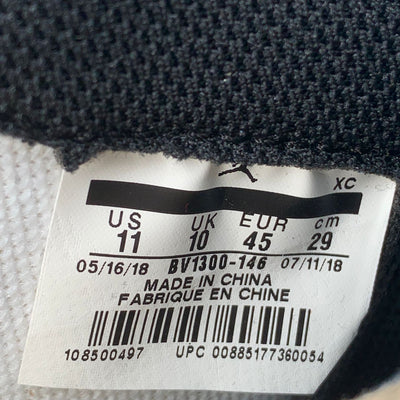 XC
US UK EUR cm
11 10 45 29
05/16/18 BV1300-146 07/11/18
MADE IN CHINA
FABRIQUE EN CHINE
108500497 UPC 00885177360054